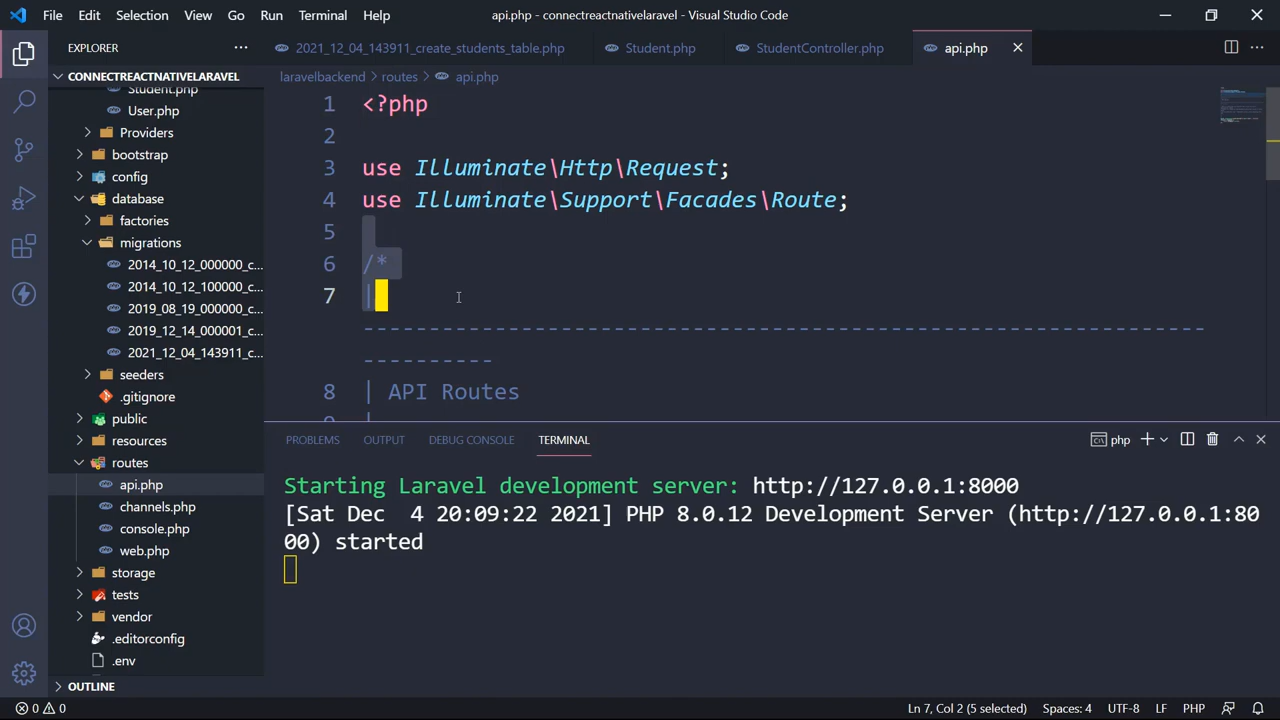 File Edit Selection View Go Run Terminal Help
api.php - connectreactnativelaravel - Visual Studio Code
EXPLORER
CONNECTREACTNATIVELARAVEL
Student.php
User.php
Providers
bootstrap
config
database
factories
migrations
2014_10_12_000000_c...
2014_10_12_100000_c...
2019_08_19_000000_c...
2019_12_14_000001_c...
2021_12_04_143911_c...
seeders
.gitignore
public
resources
routes
api.php
channels.php
console.php
web.php
storage
tests
vendor
.editorconfig
.env
OUTLINE
2021_12_04_143911_create_students_table.php
Student.php
StudentController.php
api.php
laravelbackend > routes > api.php
1 <?php
2
3 use Illuminate\Http\Request;
4 use Illuminate\Support\Facades\Route;
5
6 /*
7 |
------------------------------------------------------------------
----------
8 | API Routes
9 |
PROBLEMS OUTPUT DEBUG CONSOLE TERMINAL
php
Starting Laravel development server: http://127.0.0.1:8000
[Sat Dec  4 20:09:22 2021] PHP 8.0.12 Development Server (http://127.0.0.1:80
00) started
0 0
Ln 7, Col 2 (5 selected) Spaces: 4 UTF-8 LF PHP